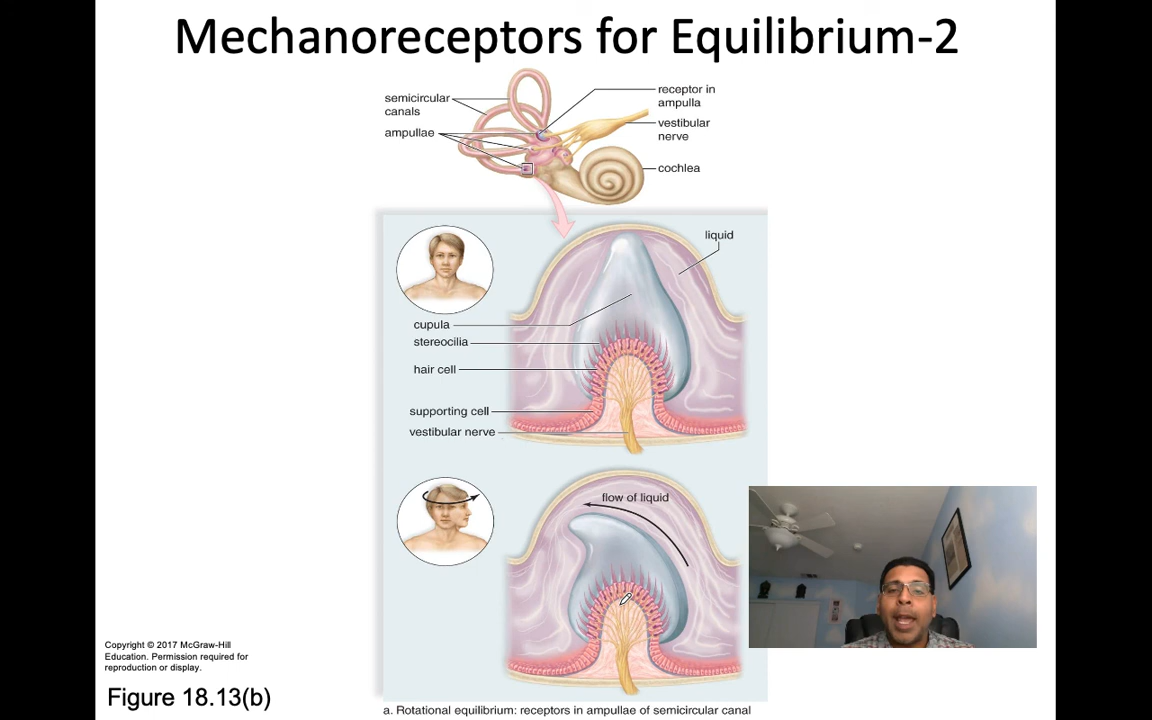 Mechanoreceptors for Equilibrium-2
semicircular
canals
ampullae
receptor in
ampulla
vestibular
nerve
cochlea
liquid
cupula
stereocilia
hair cell
supporting cell
vestibular nerve
flow of liquid
Copyright © 2017 McGraw-Hill
Education. Permission required for
reproduction or display.
Figure 18.13(b)
a. Rotational equilibrium: receptors in ampullae of semicircular canal